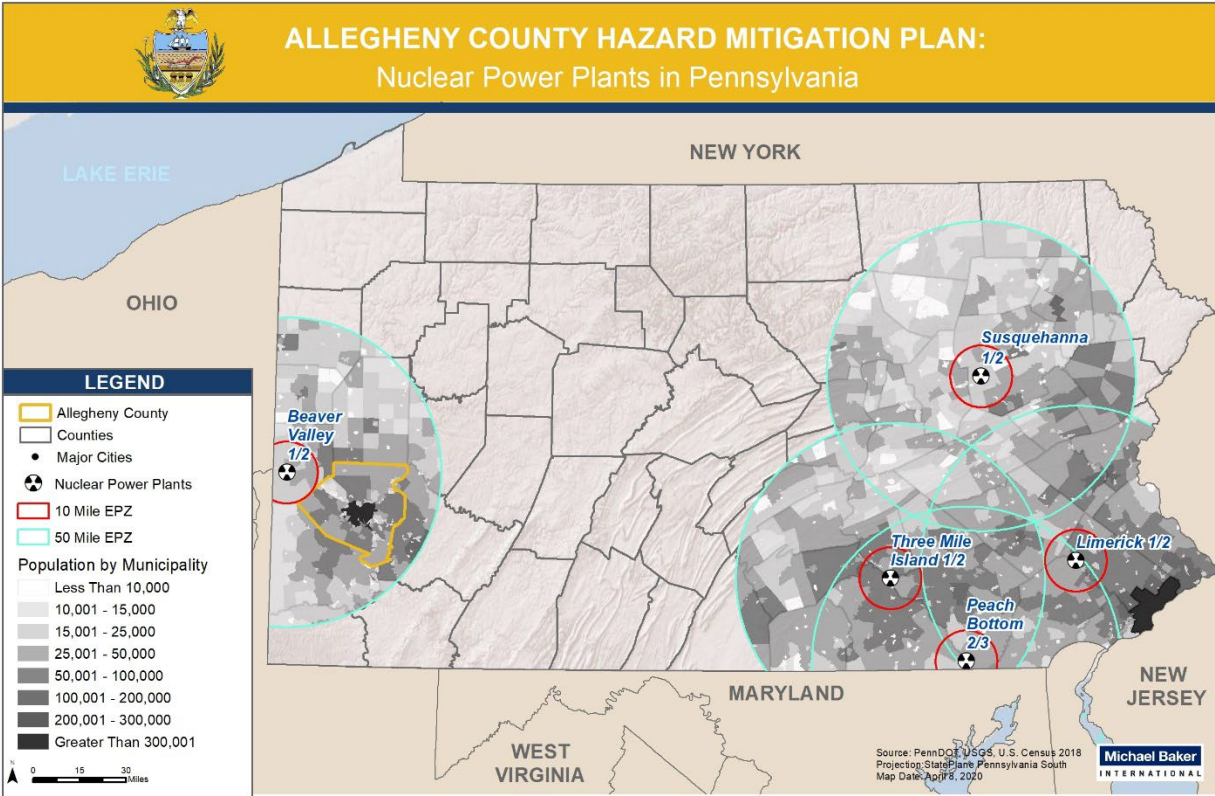 ALLEGHENY COUNTY HAZARD MITIGATION PLAN:
Nuclear Power Plants in Pennsylvania
LAKE ERIE
NEW YORK
OHIO
Susquehanna
1/2
Beaver
Valley
1/2
Three Mile
Island 1/2
Limerick 1/2
Peach
Bottom
2/3
MARYLAND
NEW
JERSEY
WEST
VIRGINIA
LEGEND
Allegheny County
Counties
Major Cities
Nuclear Power Plants
10 Mile EPZ
50 Mile EPZ
Population by Municipality
Less Than 10,000
10,001 - 15,000
15,001 - 25,000
25,001 - 50,000
50,001 - 100,000
100,001 - 200,000
200,001 - 300,000
Greater Than 300,001
N
0 15 30
Miles
Source: PennDOT, USGS, U.S. Census 2018
Projection:StatePlane Pennsylvania South
Map Date: April 8, 2020
Michael Baker
INTERNATIONAL